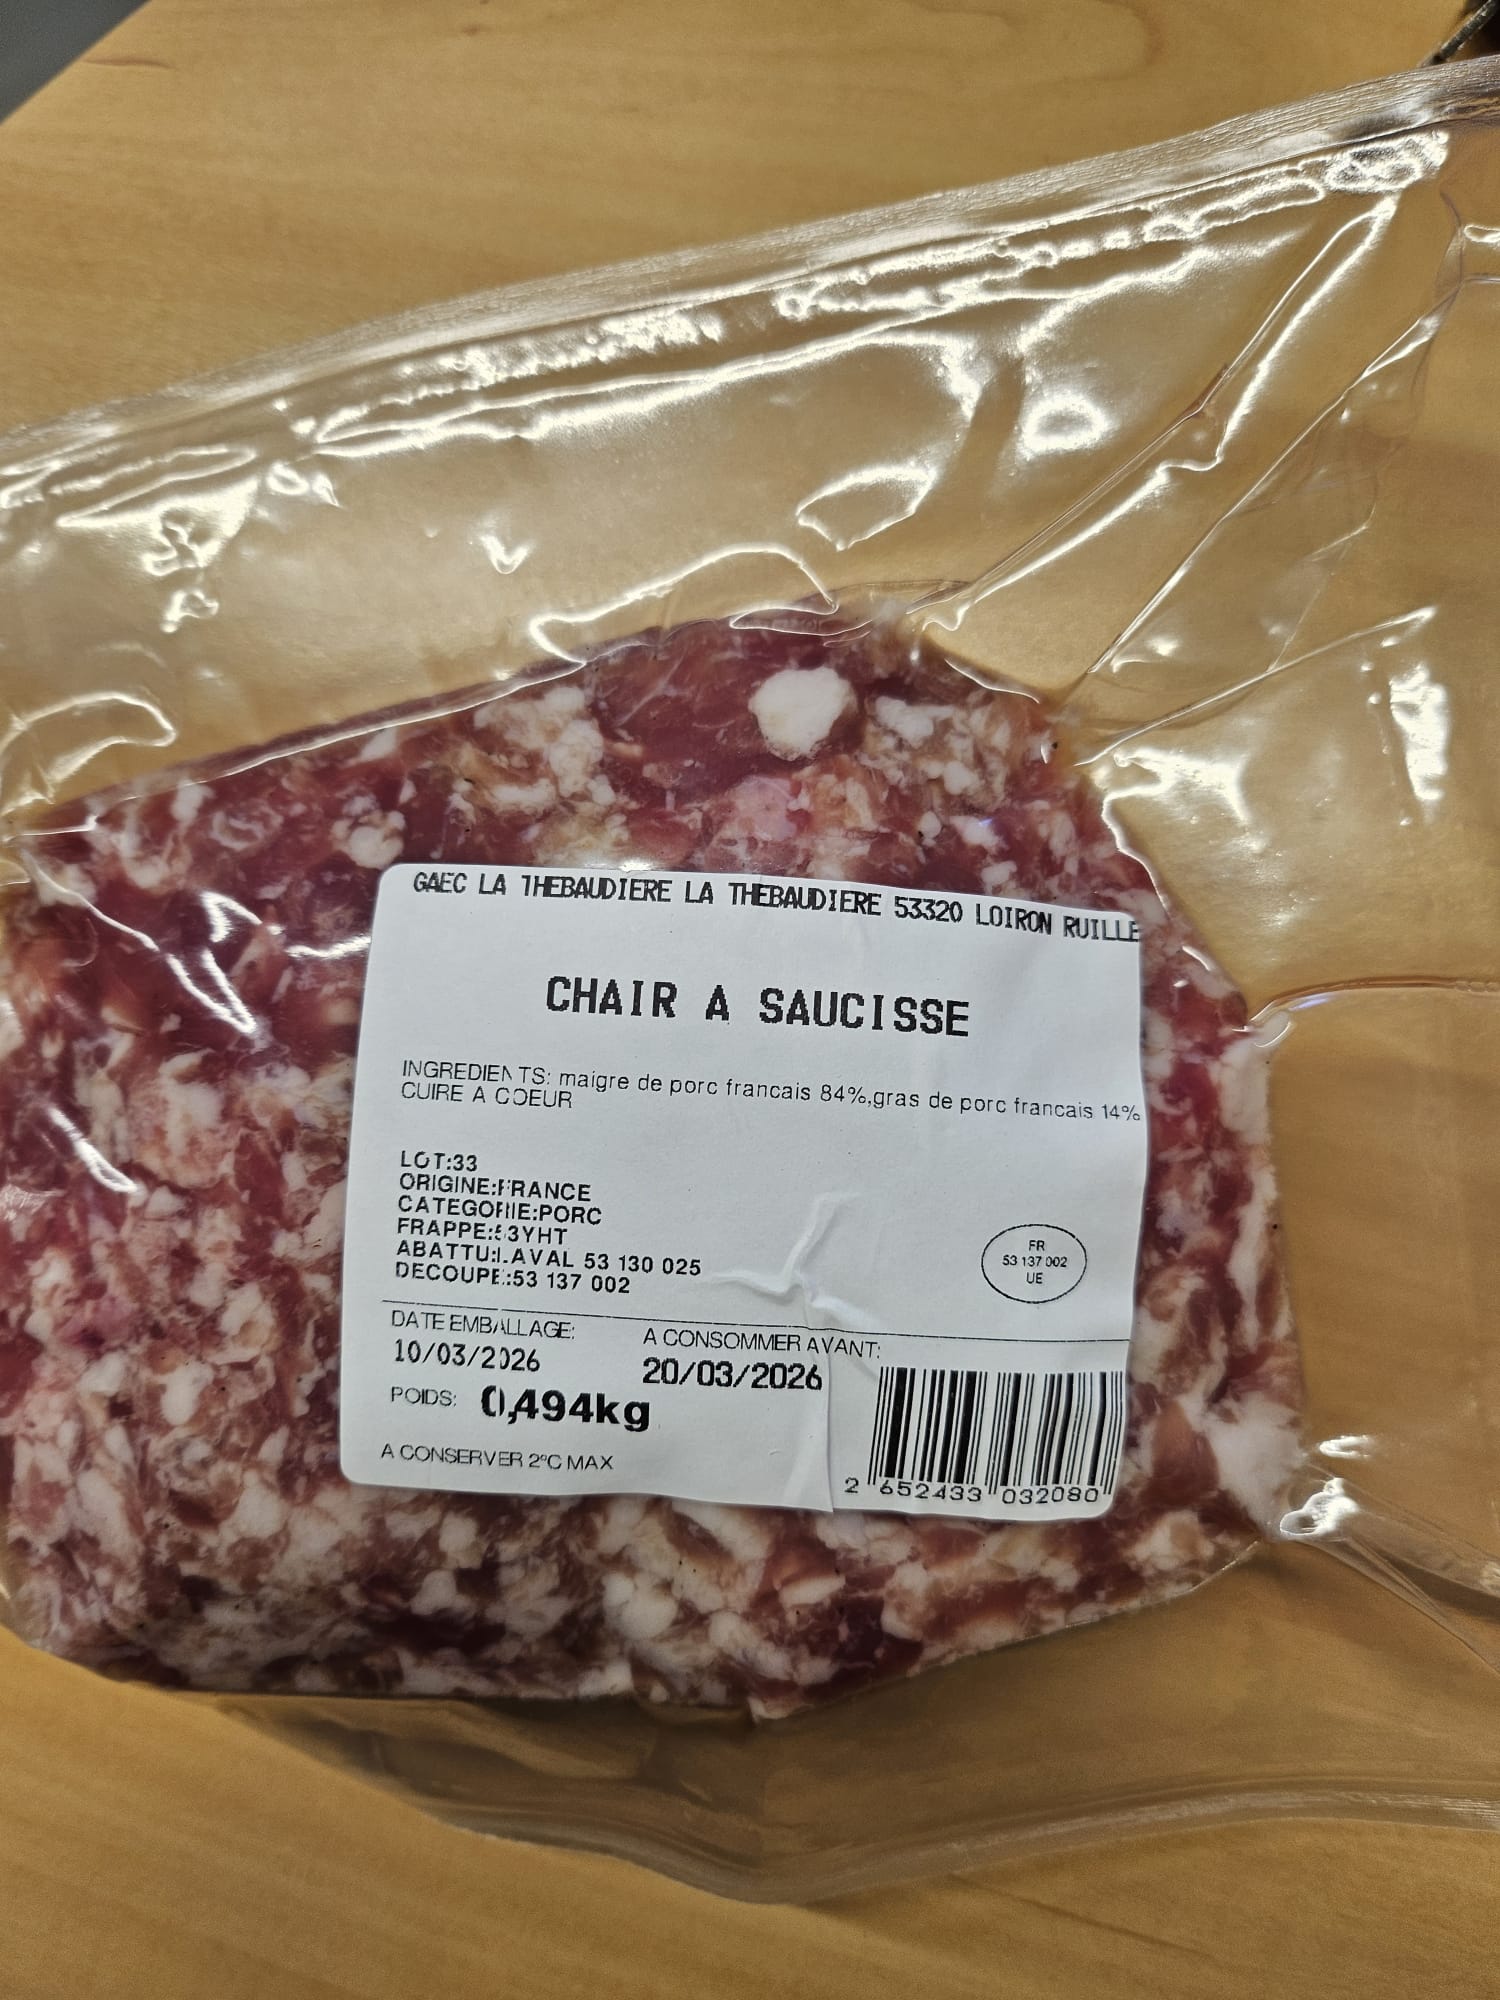 GAEC LA THEBAUDIERE LA THEBAUDIERE 53320 LOIRON RUILLE
CHAIR A SAUCISSE
INGREDIENTS: maigre de porc francais 84%,gras de porc francais 14%
CUIRE A COEUR
LOT:33
ORIGINE:FRANCE
CATEGORIE:PORC
FRAPPE:53YHT
ABATTU:LAVAL 53 130 025
DECOUPE:53 137 002
FR
53 137 002
UE
DATE EMBALLAGE:
10/03/2026
A CONSOMMER AVANT:
20/03/2026
POIDS: 0,494kg
A CONSERVER 2°C MAX
2 652433 032080